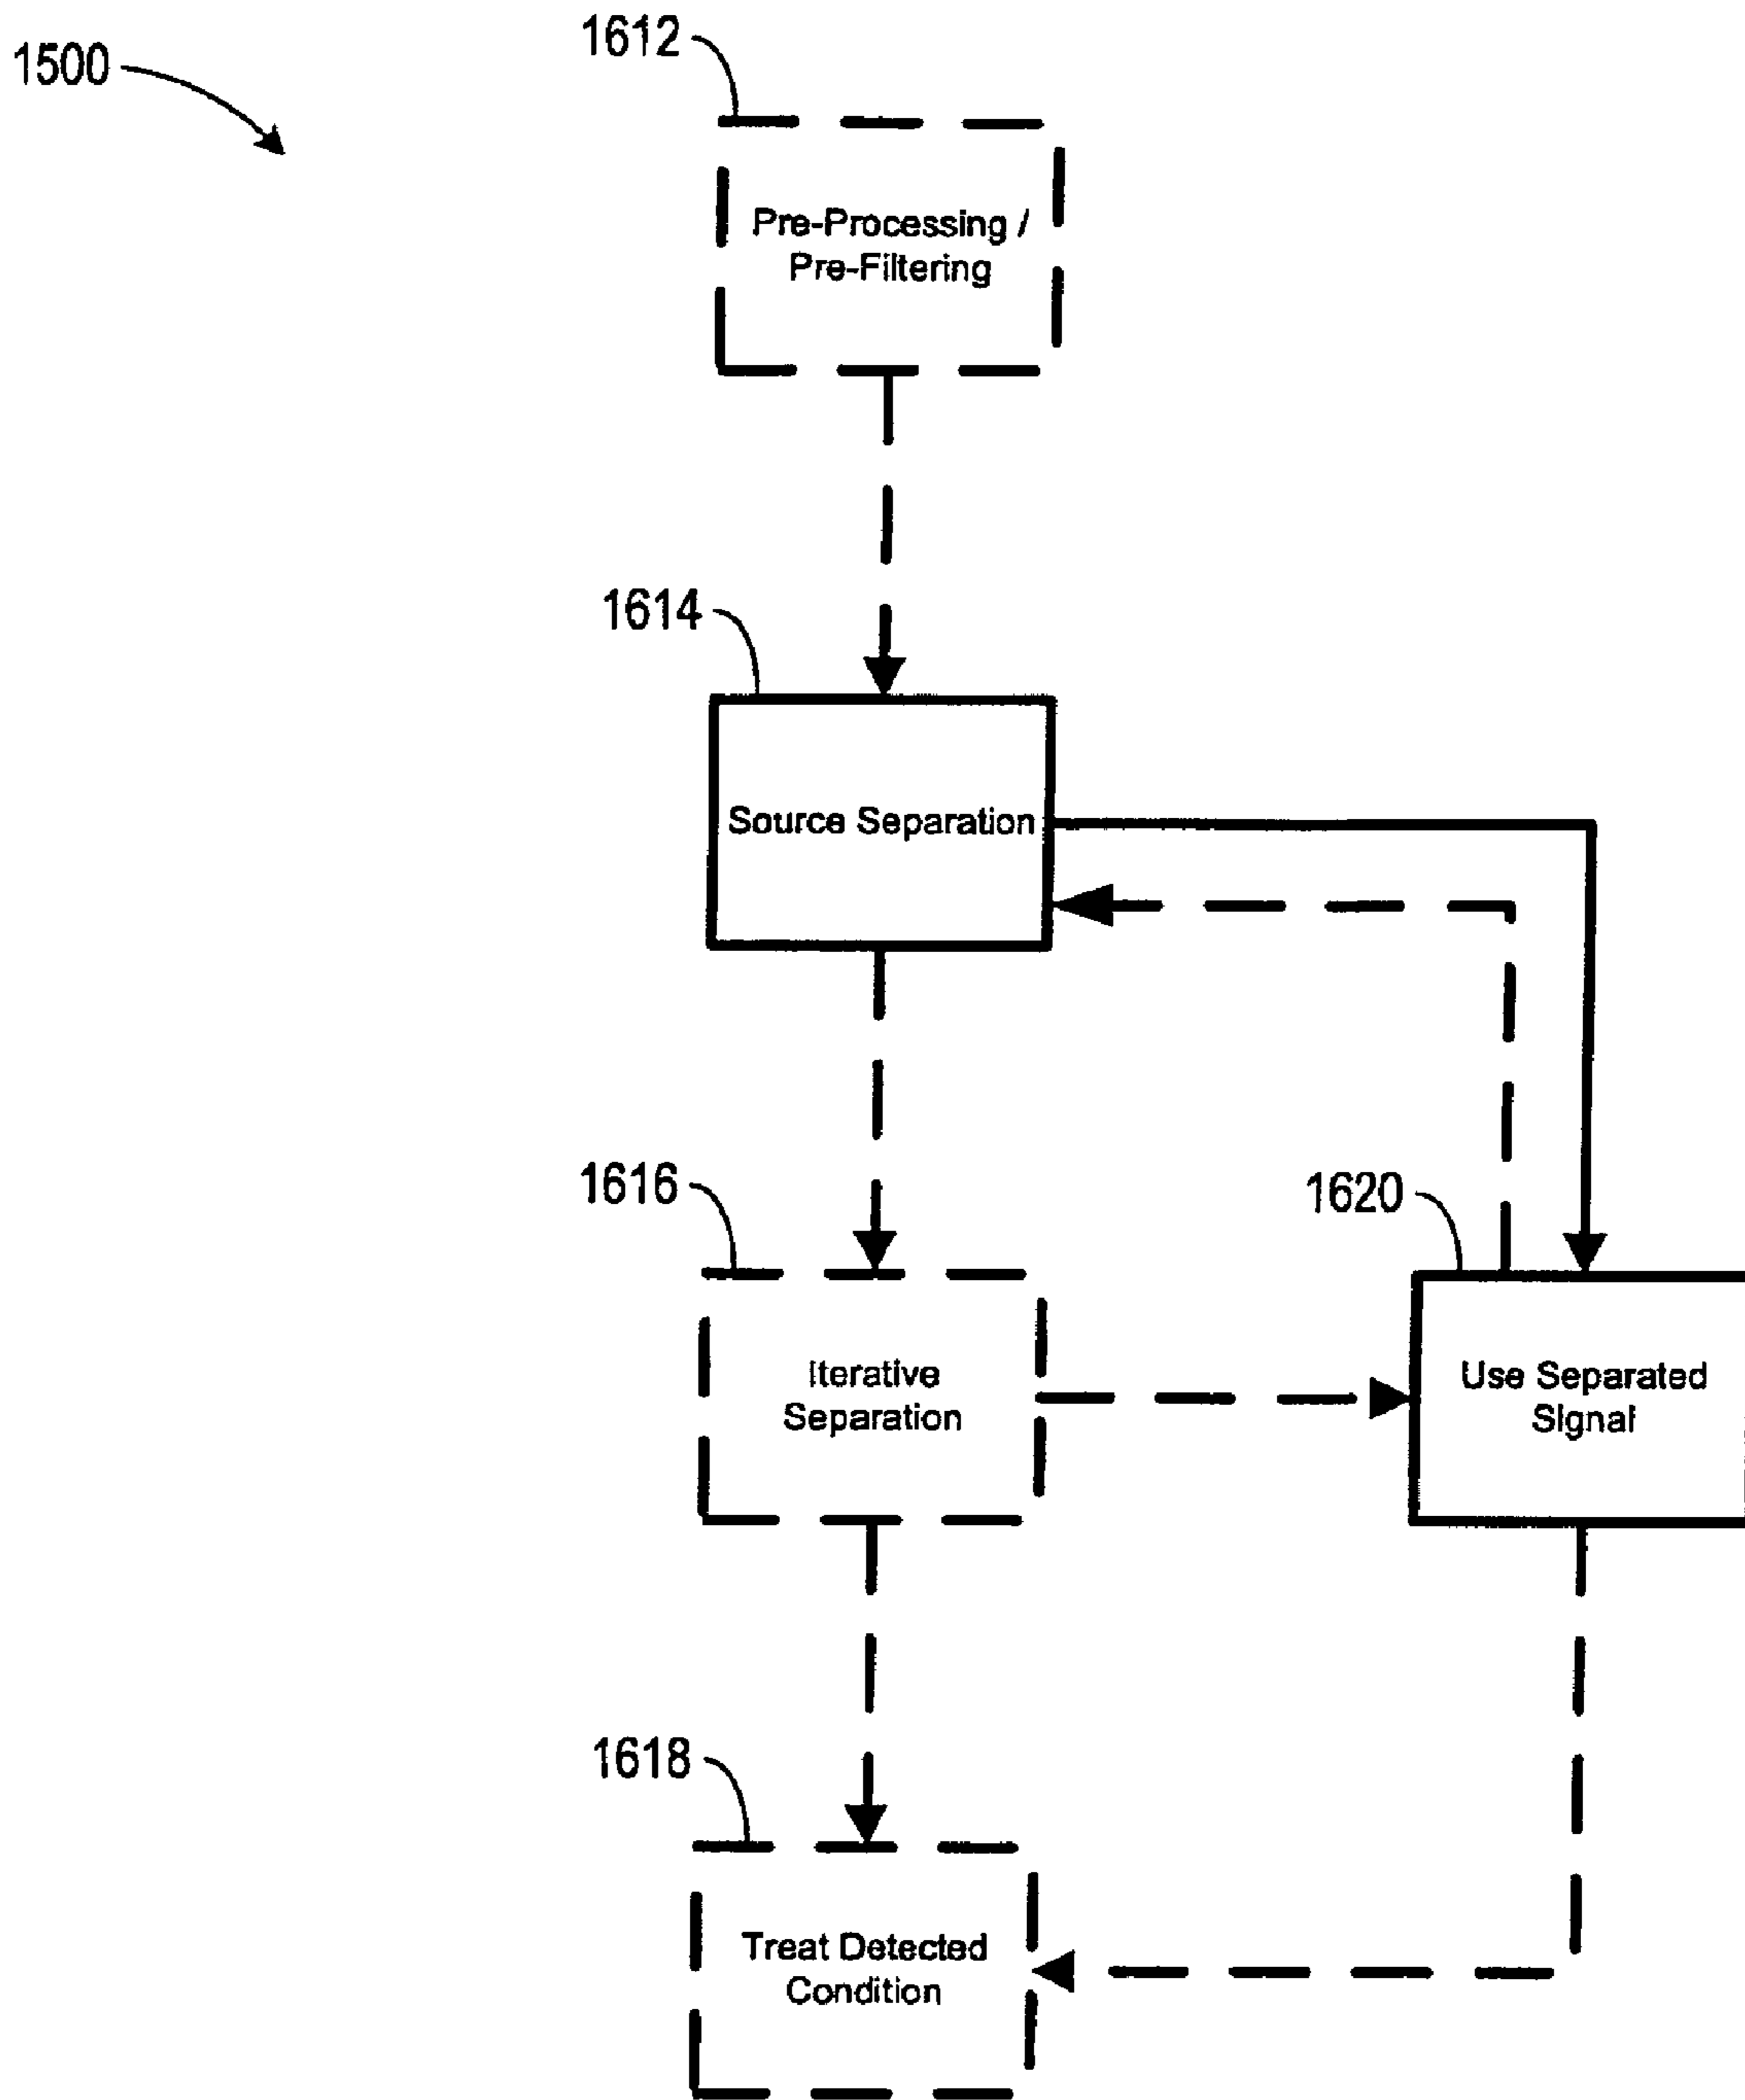 1500
1612
Pre-Processing /
Pre-Filtering
1614
Source Separation
1616
Iterative
Separation
1620
Use Separated
Signal
1618
Treat Detected
Condition